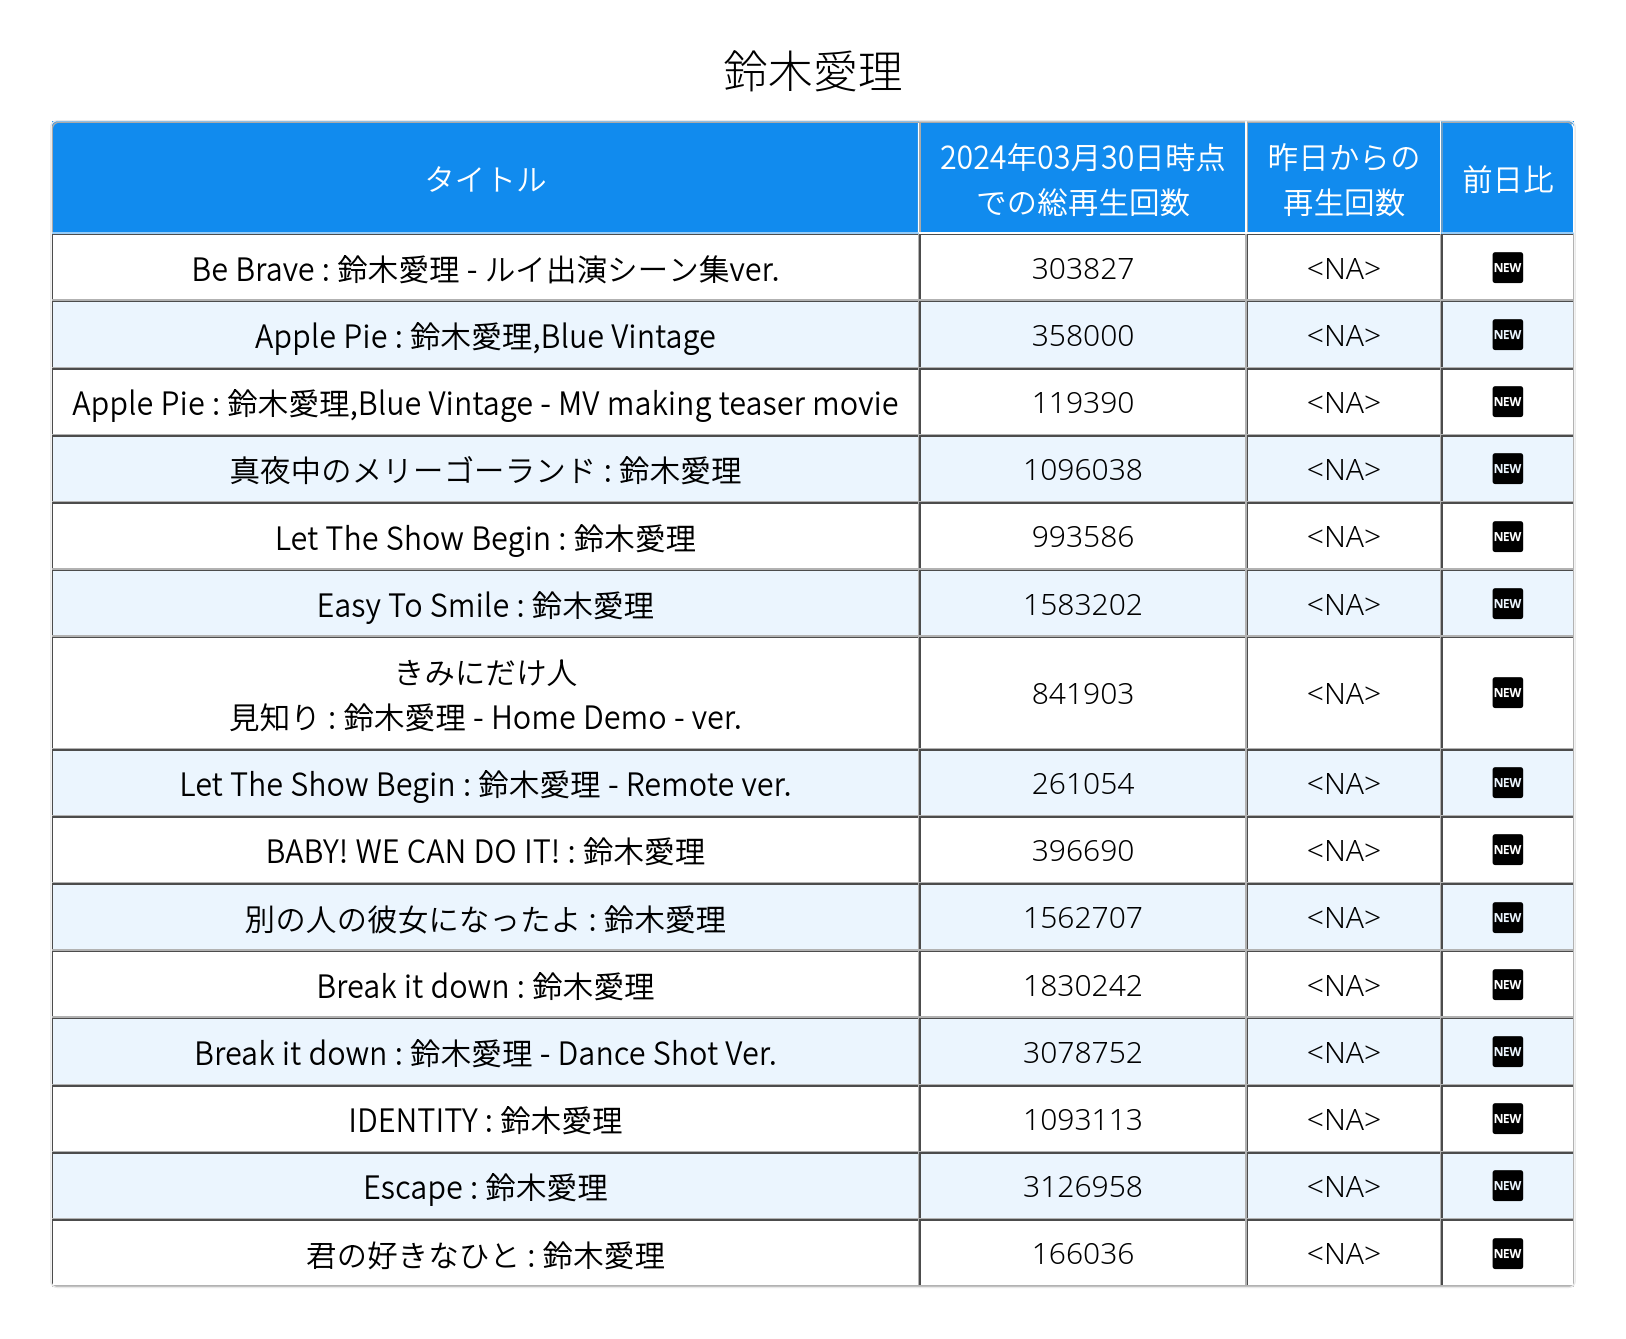 鈴木愛理
タイトル
2024年03月30日時点
での総再生回数
昨日からの
再生回数
前日比
Be Brave : 鈴木愛理 - ルイ出演シーン集ver. 303827 <NA> NEW
Apple Pie : 鈴木愛理,Blue Vintage 358000 <NA> NEW
Apple Pie : 鈴木愛理,Blue Vintage - MV making teaser movie 119390 <NA> NEW
真夜中のメリーゴーランド : 鈴木愛理 1096038 <NA> NEW
Let The Show Begin : 鈴木愛理 993586 <NA> NEW
Easy To Smile : 鈴木愛理 1583202 <NA> NEW
きみにだけ人
見知り : 鈴木愛理 - Home Demo - ver. 841903 <NA> NEW
Let The Show Begin : 鈴木愛理 - Remote ver. 261054 <NA> NEW
BABY! WE CAN DO IT! : 鈴木愛理 396690 <NA> NEW
別の人の彼女になったよ : 鈴木愛理 1562707 <NA> NEW
Break it down : 鈴木愛理 1830242 <NA> NEW
Break it down : 鈴木愛理 - Dance Shot Ver. 3078752 <NA> NEW
IDENTITY : 鈴木愛理 1093113 <NA> NEW
Escape : 鈴木愛理 3126958 <NA> NEW
君の好きなひと : 鈴木愛理 166036 <NA> NEW